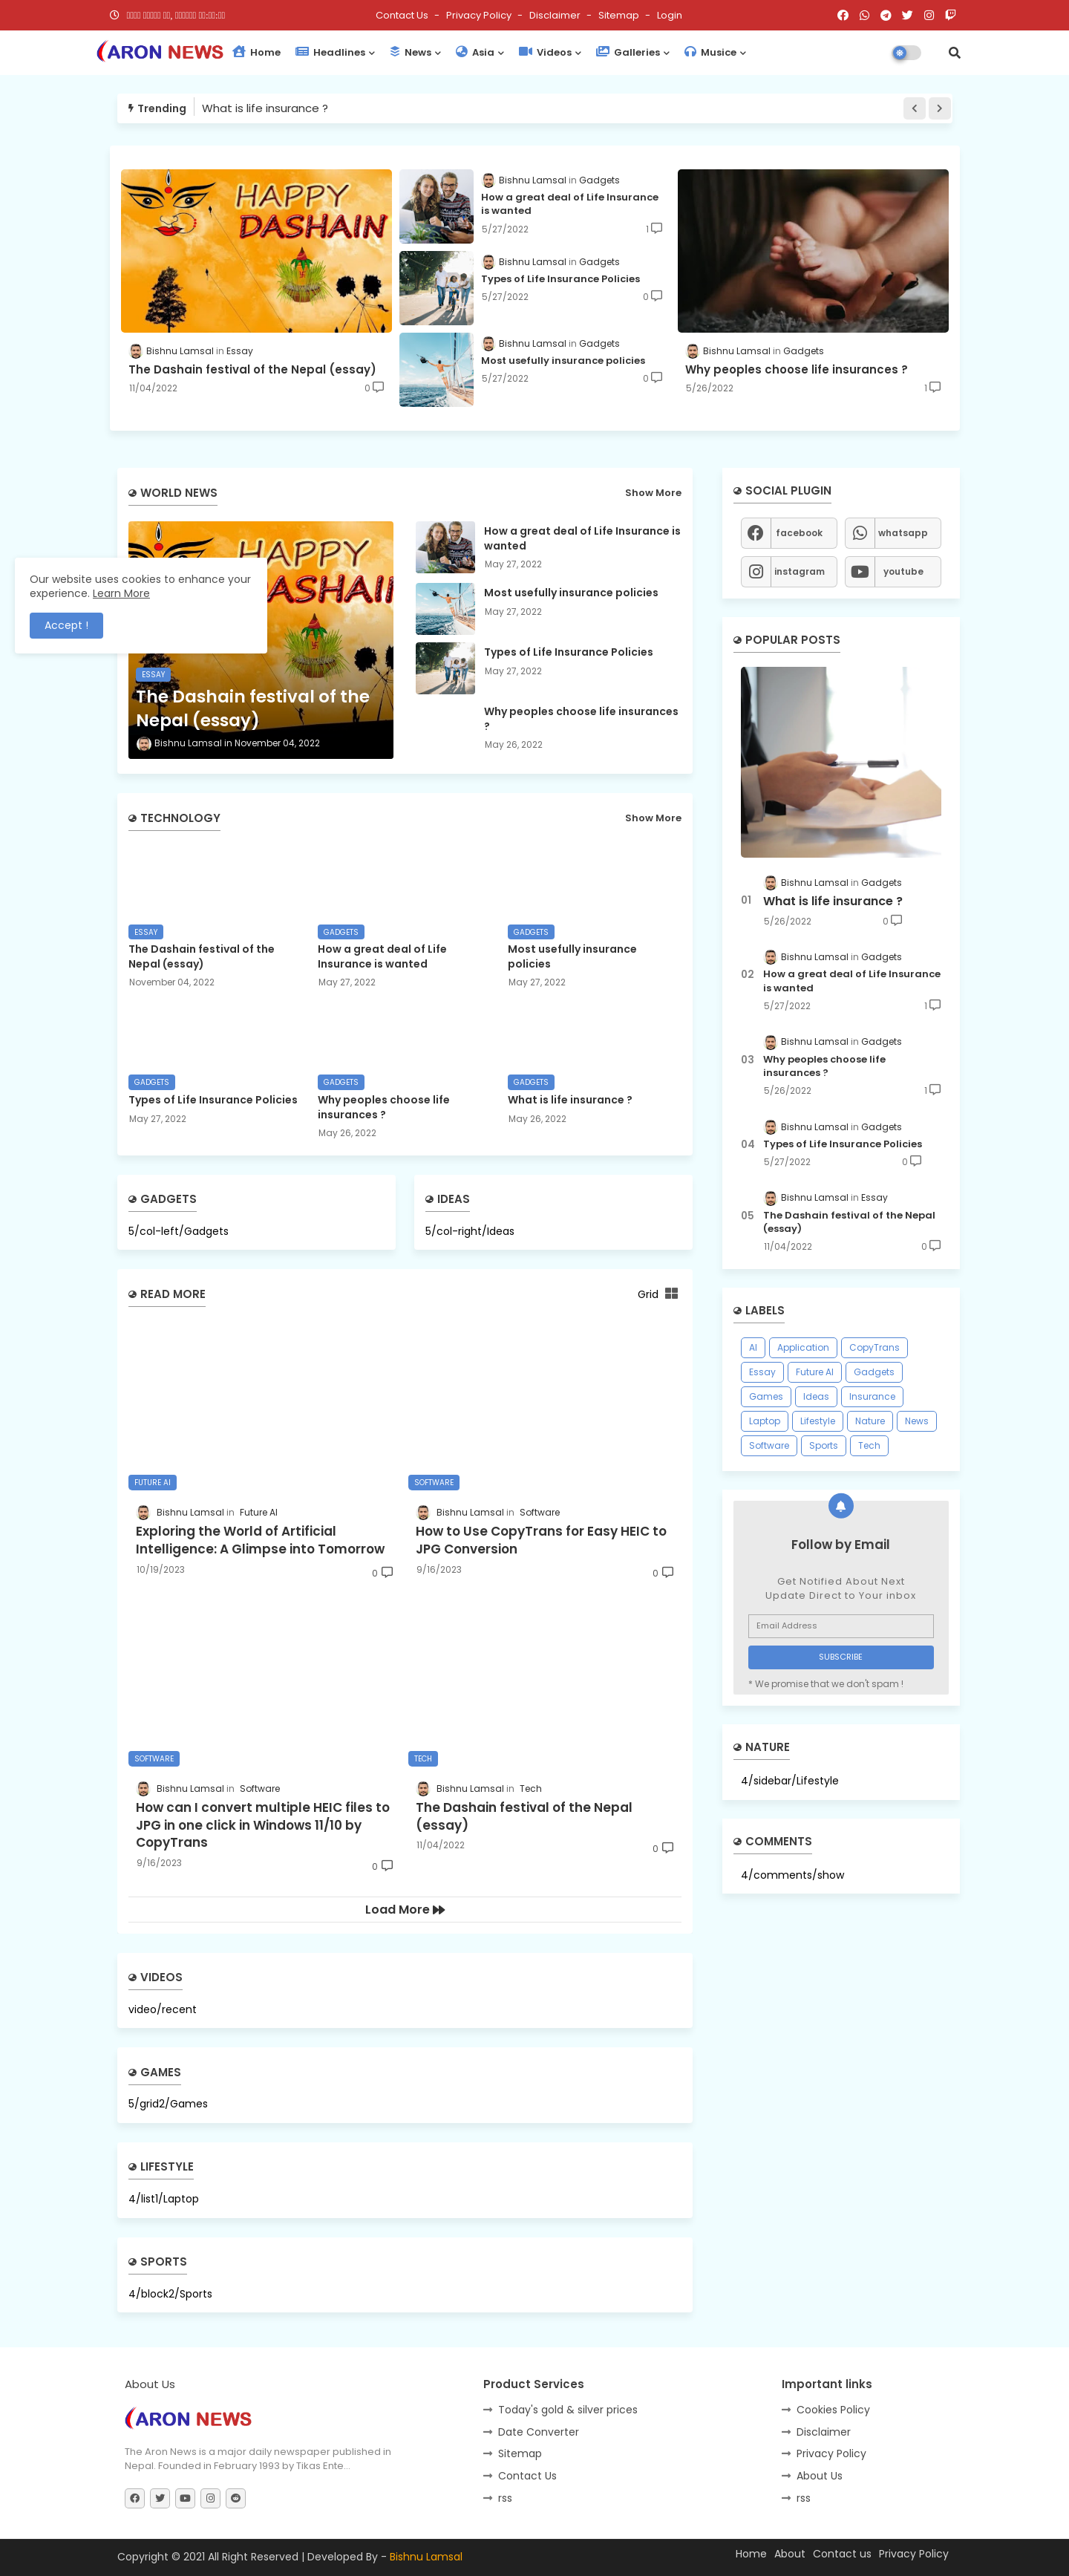 Contact Us - Privacy Policy - Disclaimer - Sitemap - Login
ARON NEWS
Home Headlines News Asia Videos Galleries Musice
Trending What is life insurance ?
HAPPY DASHAIN
Bishnu Lamsal in Essay
The Dashain festival of the Nepal (essay)
11/04/2022 0
Bishnu Lamsal in Gadgets
How a great deal of Life Insurance is wanted
5/27/2022 1
Bishnu Lamsal in Gadgets
Types of Life Insurance Policies
5/27/2022 0
Bishnu Lamsal in Gadgets
Most usefully insurance policies
5/27/2022 0
Bishnu Lamsal in Gadgets
Why peoples choose life insurances ?
5/26/2022 1
WORLD NEWS Show More
ESSAY
The Dashain festival of the
Nepal (essay)
Bishnu Lamsal in November 04, 2022
How a great deal of Life Insurance is
wanted
May 27, 2022
Most usefully insurance policies
May 27, 2022
Types of Life Insurance Policies
May 27, 2022
Why peoples choose life insurances
?
May 26, 2022
Our website uses cookies to enhance your
experience. Learn More
Accept !
TECHNOLOGY Show More
ESSAY
The Dashain festival of the
Nepal (essay)
November 04, 2022
GADGETS
How a great deal of Life
Insurance is wanted
May 27, 2022
GADGETS
Most usefully insurance
policies
May 27, 2022
GADGETS
Types of Life Insurance Policies
May 27, 2022
GADGETS
Why peoples choose life
insurances ?
May 26, 2022
GADGETS
What is life insurance ?
May 26, 2022
GADGETS
5/col-left/Gadgets
IDEAS
5/col-right/Ideas
READ MORE Grid
FUTURE AI
Bishnu Lamsal in Future AI
Exploring the World of Artificial
Intelligence: A Glimpse into Tomorrow
10/19/2023 0
SOFTWARE
Bishnu Lamsal in Software
How to Use CopyTrans for Easy HEIC to
JPG Conversion
9/16/2023 0
SOFTWARE
Bishnu Lamsal in Software
How can I convert multiple HEIC files to
JPG in one click in Windows 11/10 by
CopyTrans
9/16/2023 0
TECH
Bishnu Lamsal in Tech
The Dashain festival of the Nepal
(essay)
11/04/2022 0
Load More
VIDEOS
video/recent
GAMES
5/grid2/Games
LIFESTYLE
4/list1/Laptop
SPORTS
4/block2/Sports
SOCIAL PLUGIN
facebook whatsapp
instagram youtube
POPULAR POSTS
Bishnu Lamsal in Gadgets
01 What is life insurance ?
5/26/2022 0
Bishnu Lamsal in Gadgets
02 How a great deal of Life Insurance
is wanted
5/27/2022 1
Bishnu Lamsal in Gadgets
03 Why peoples choose life
insurances ?
5/26/2022 1
Bishnu Lamsal in Gadgets
04 Types of Life Insurance Policies
5/27/2022 0
Bishnu Lamsal in Essay
05 The Dashain festival of the Nepal
(essay)
11/04/2022 0
LABELS
AI Application CopyTrans
Essay Future AI Gadgets
Games Ideas Insurance
Laptop Lifestyle Nature News
Software Sports Tech
Follow by Email
Get Notified About Next
Update Direct to Your inbox
Email Address
SUBSCRIBE
* We promise that we don't spam !
NATURE
4/sidebar/Lifestyle
COMMENTS
4/comments/show
About Us
ARON NEWS
The Aron News is a major daily newspaper published in
Nepal. Founded in February 1993 by Tikas Ente...
Product Services
Today's gold & silver prices
Date Converter
Sitemap
Contact Us
rss
Important links
Cookies Policy
Disclaimer
Privacy Policy
About Us
rss
Copyright © 2021 All Right Reserved | Developed By - Bishnu Lamsal
Home About Contact us Privacy Policy